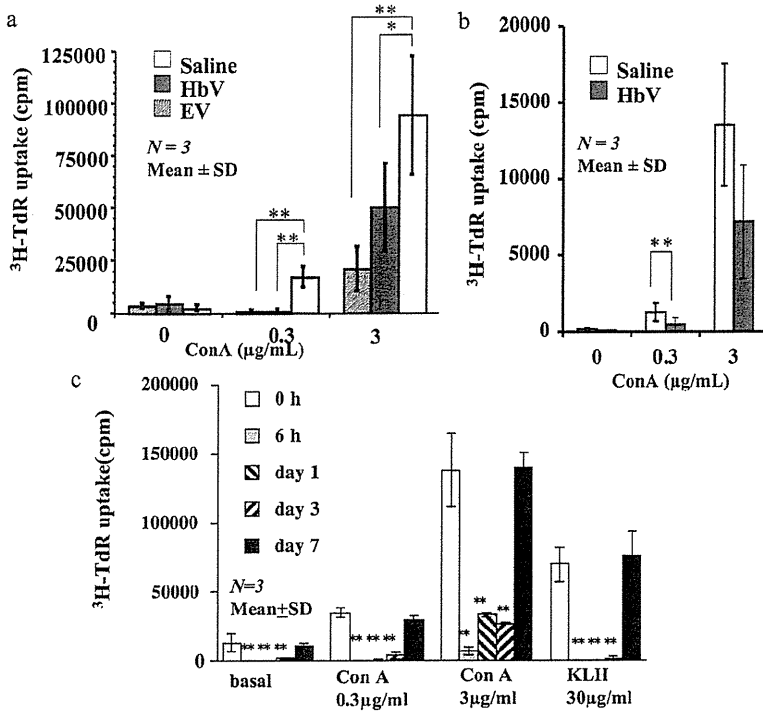 a
³H-TdR uptake (cpm)
125000
100000
75000
50000
25000
0
Saline
HbV
EV
N = 3
Mean ± SD
**
*
**
**
0
0.3
3
ConA (µg/mL)
b
³H-TdR uptake(cpm)
20000
15000
10000
5000
0
Saline
HbV
N = 3
Mean ± SD
**
0
0.3
3
ConA (µg/mL)
c
³H-TdR uptake(cpm)
200000
150000
100000
50000
0
0 h
6 h
day 1
day 3
day 7
N=3
Mean±SD
** ** **
** ** **
** ** **
** ** **
basal
Con A
0.3µg/ml
Con A
3µg/ml
KLH
30µg/ml